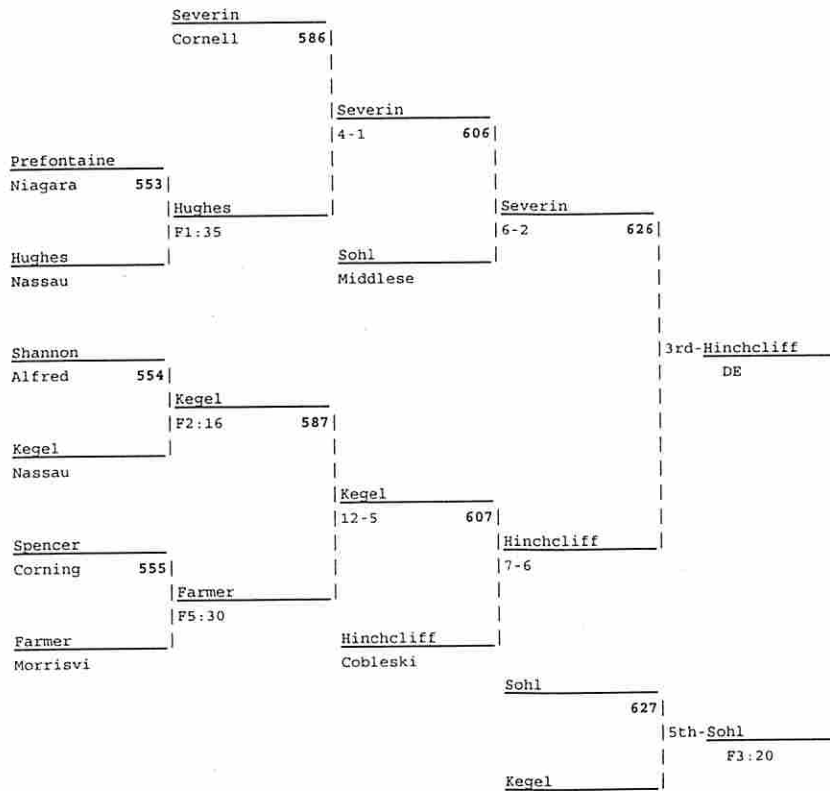 Severin
Cornell 586
Severin
4-1 606
Prefontaine
Niagara 553
Hughes
F1:35
Severin
6-2 626
Hughes
Nassau
Sohl
Middlese
Shannon
Alfred 554
3rd-Hinchcliff
DE
Kegel
F2:16 587
Kegel
Nassau
Kegel
12-5 607
Spencer
Corning 555
Hinchcliff
7-6
Farmer
F5:30
Farmer
Morrisvi
Hinchcliff
Cobleski
Sohl
627
5th-Sohl
F3:20
Kegel